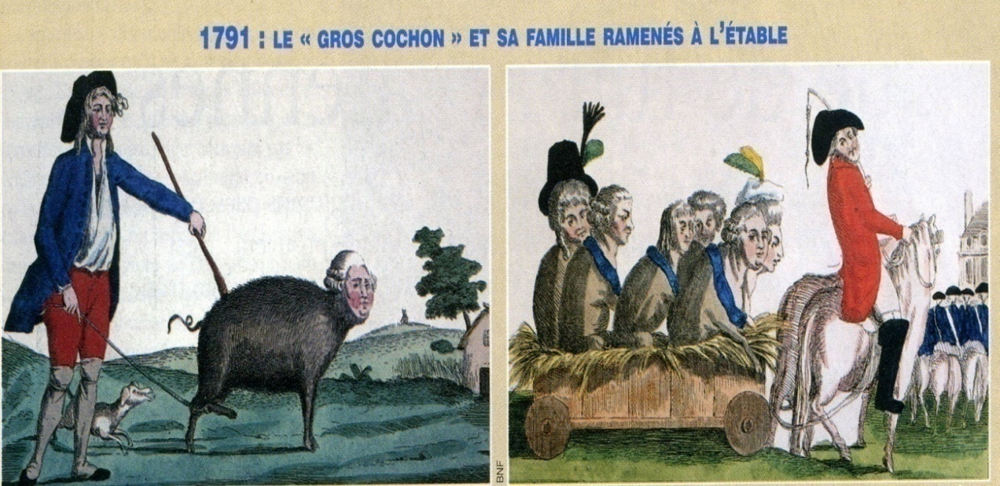 1791 : LE « GROS COCHON » ET SA FAMILLE RAMENÉS À L'ÉTABLE
BNF